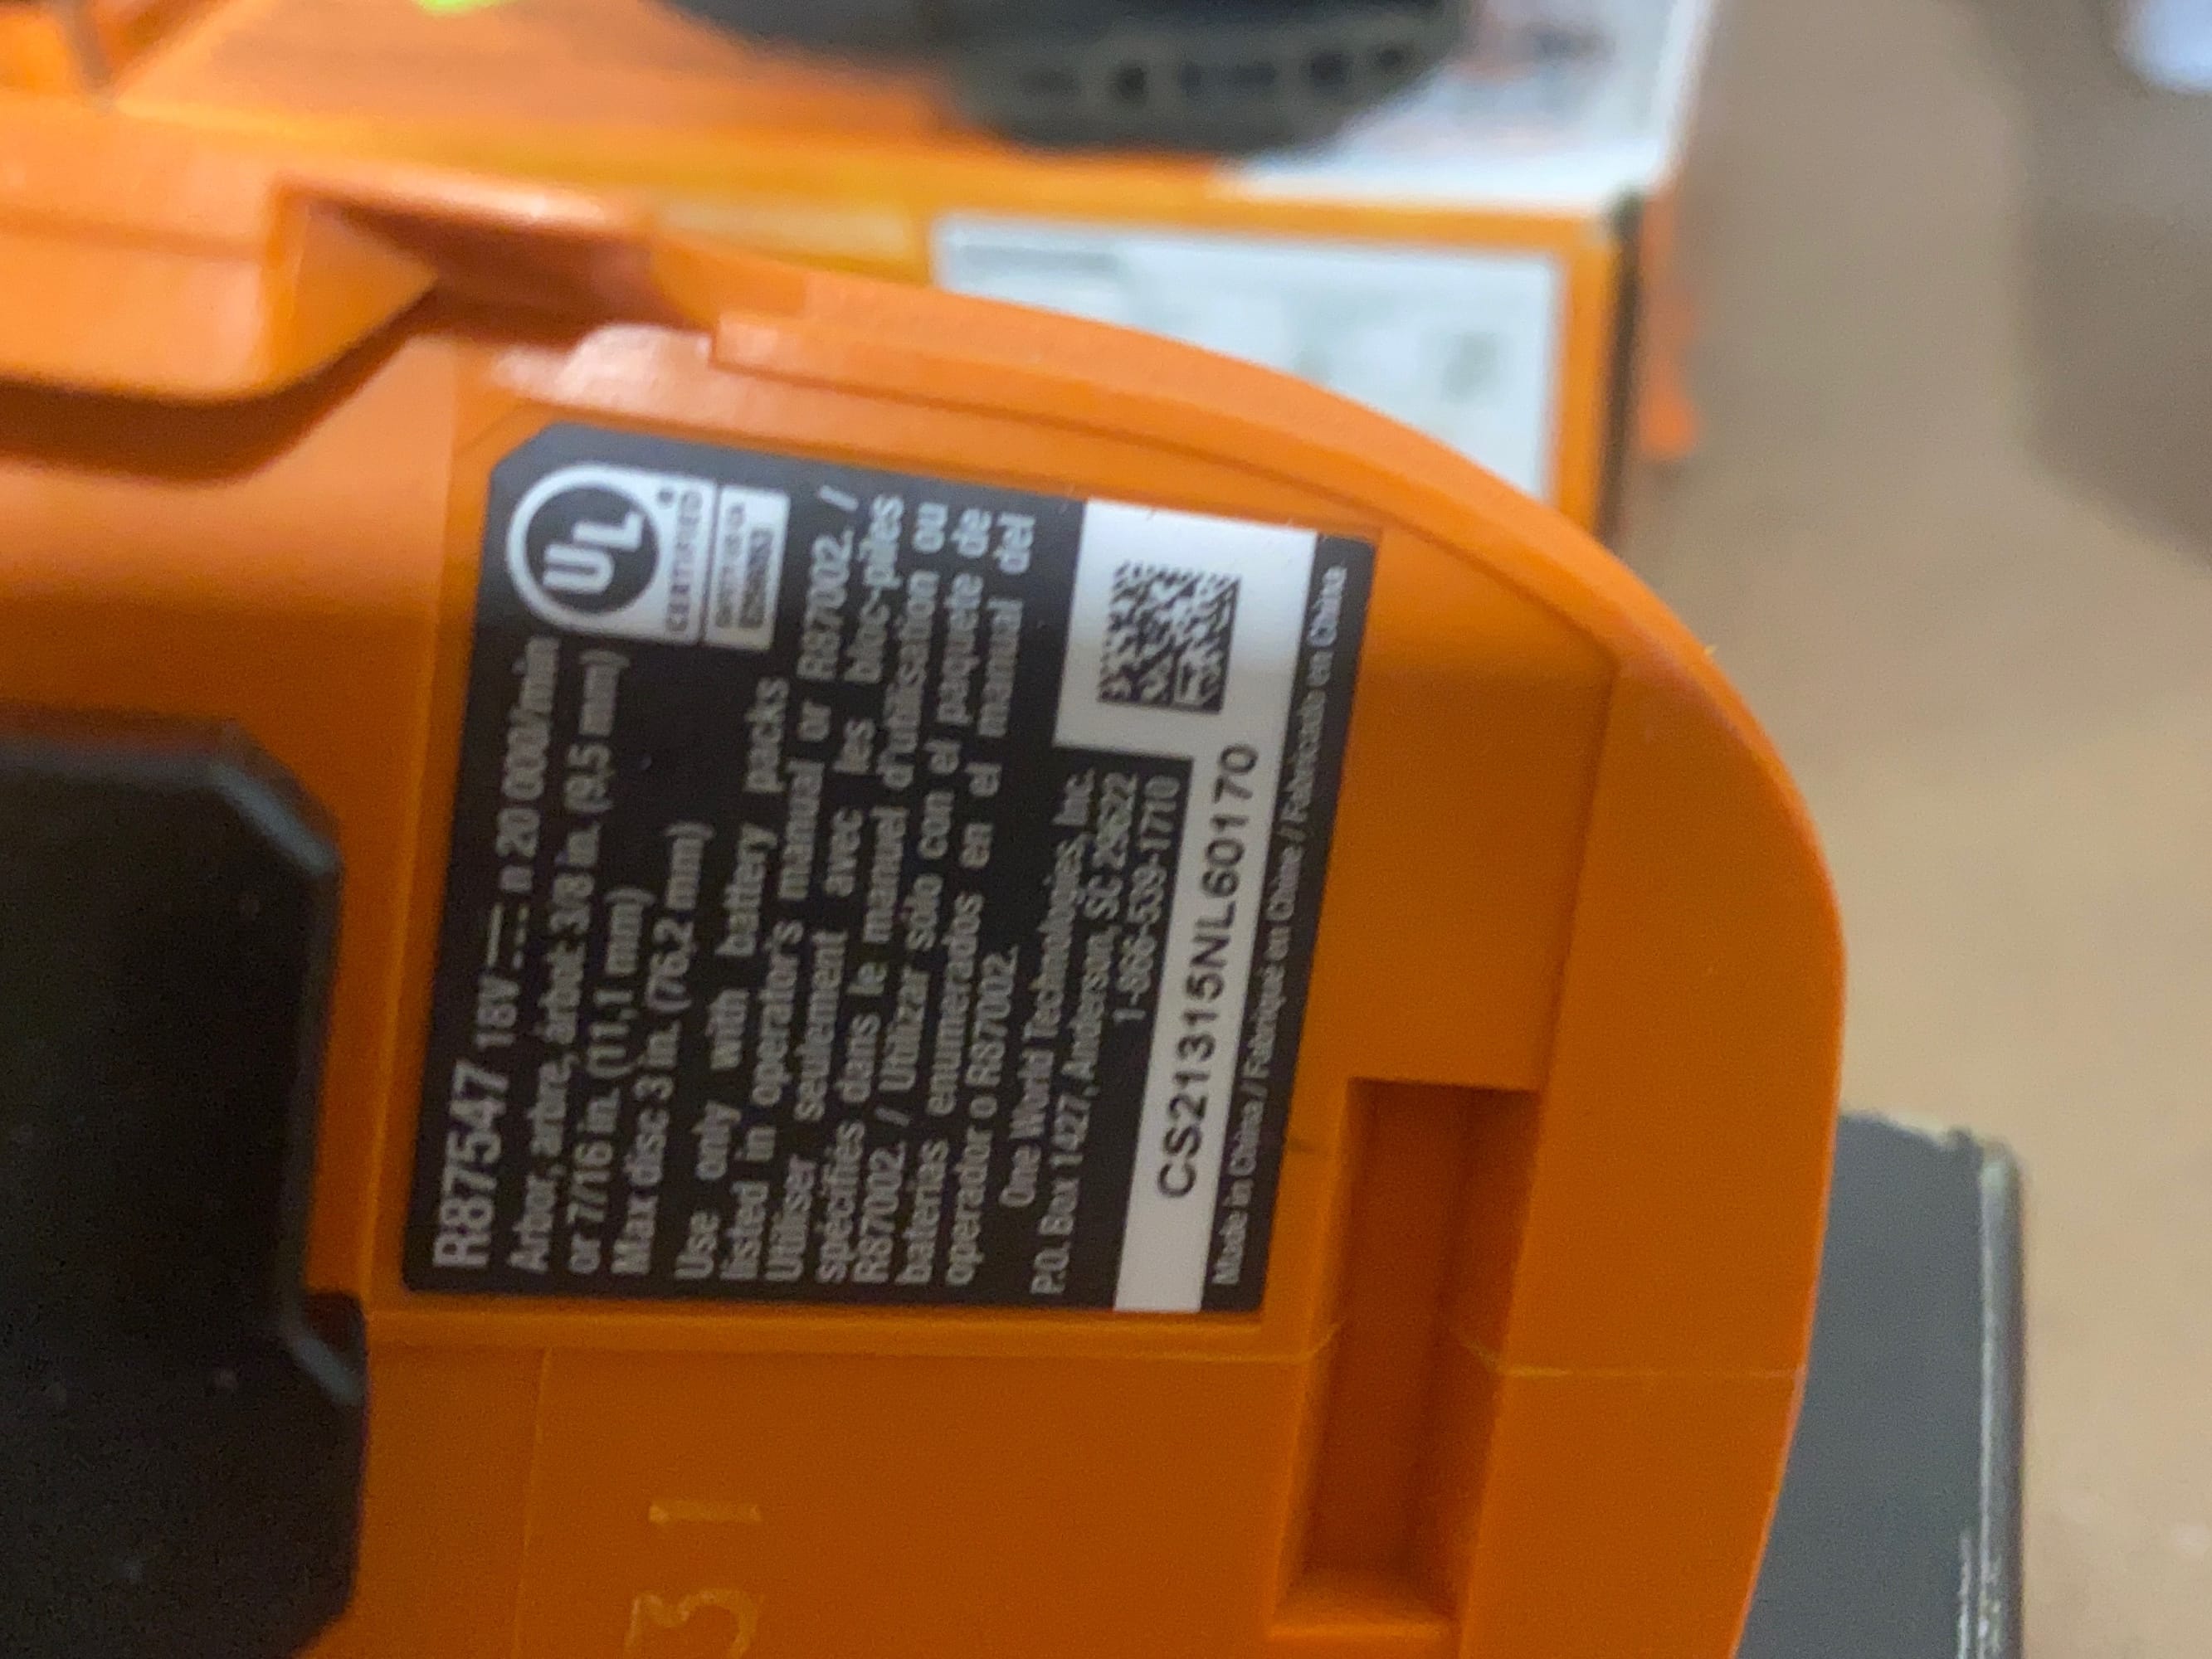 R87547 18V n 20 000/min
Arbor, arbre, árbol: 3/8 in. (9,5 mm)
or 7/16 in. (11,1 mm)
Max disc 3 in. (76,2 mm)
UL
®
CERTIFIED
Use only with battery packs
listed in operator's manual or R87002. /
Utiliser seulement avec les bloc-piles
spécifiés dans le manuel d'utilisation ou
R87002. / Utilizar sólo con el paquete de
baterías enumerados en el manual del
operador o R87002.
One World Technologies, Inc.
P.O. Box 1427, Anderson, SC 29622
1-866-539-1710
CS21315NL60170
Made in China / Fabriqué en Chine / Fabricado en China
31